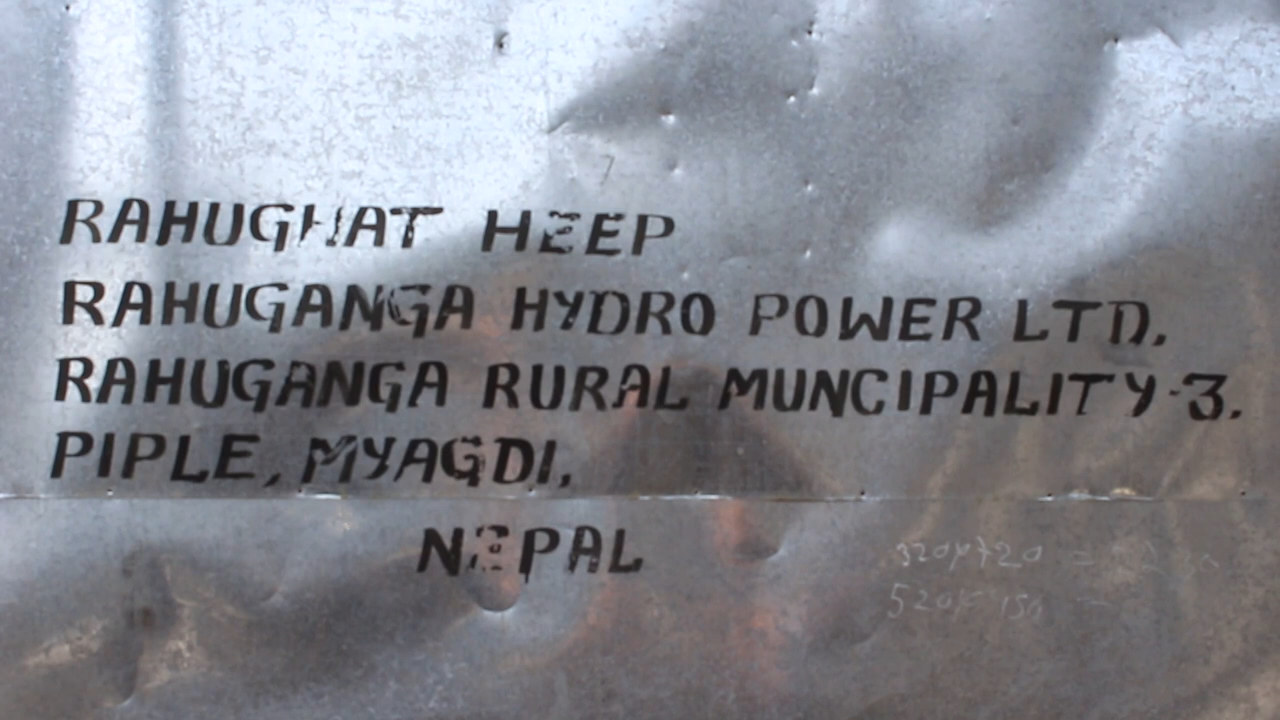 RAHUGHAT HEEP
RAHUGANGA HYDRO POWER LTD.
RAHUGANGA RURAL MUNCIPALITY-3.
PIPLE, MYAGDI,
NEPAL